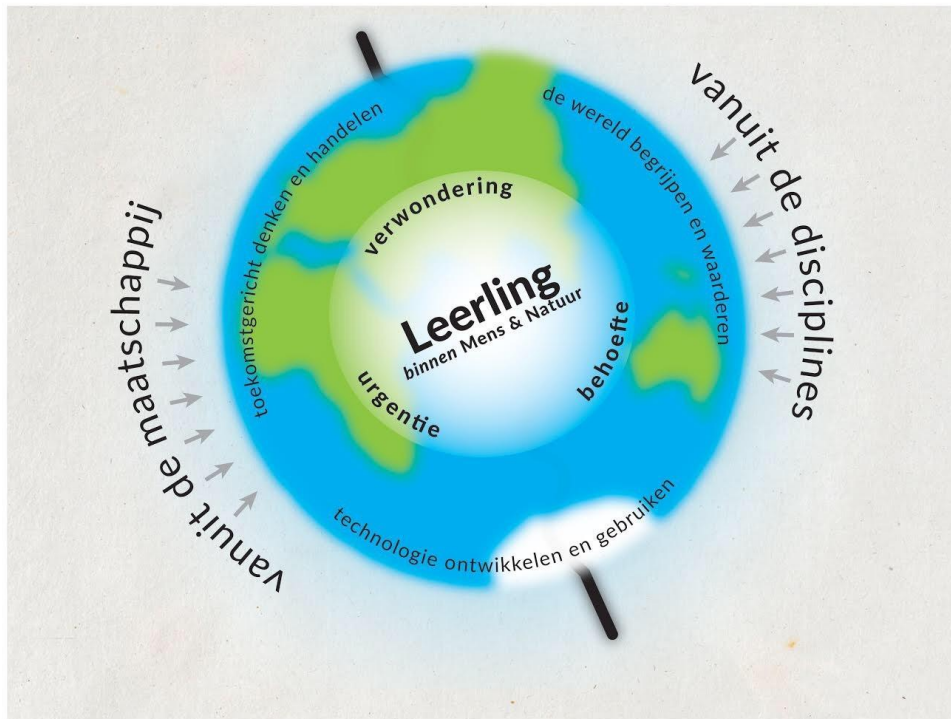 toekomstgericht denken en handelen
de wereld begrijpen en waarderen
technologie ontwikkelen en gebruiken
vanuit de maatschappij
vanuit de disciplines
verwondering
Leerling
binnen Mens & Natuur
urgentie
behoefte